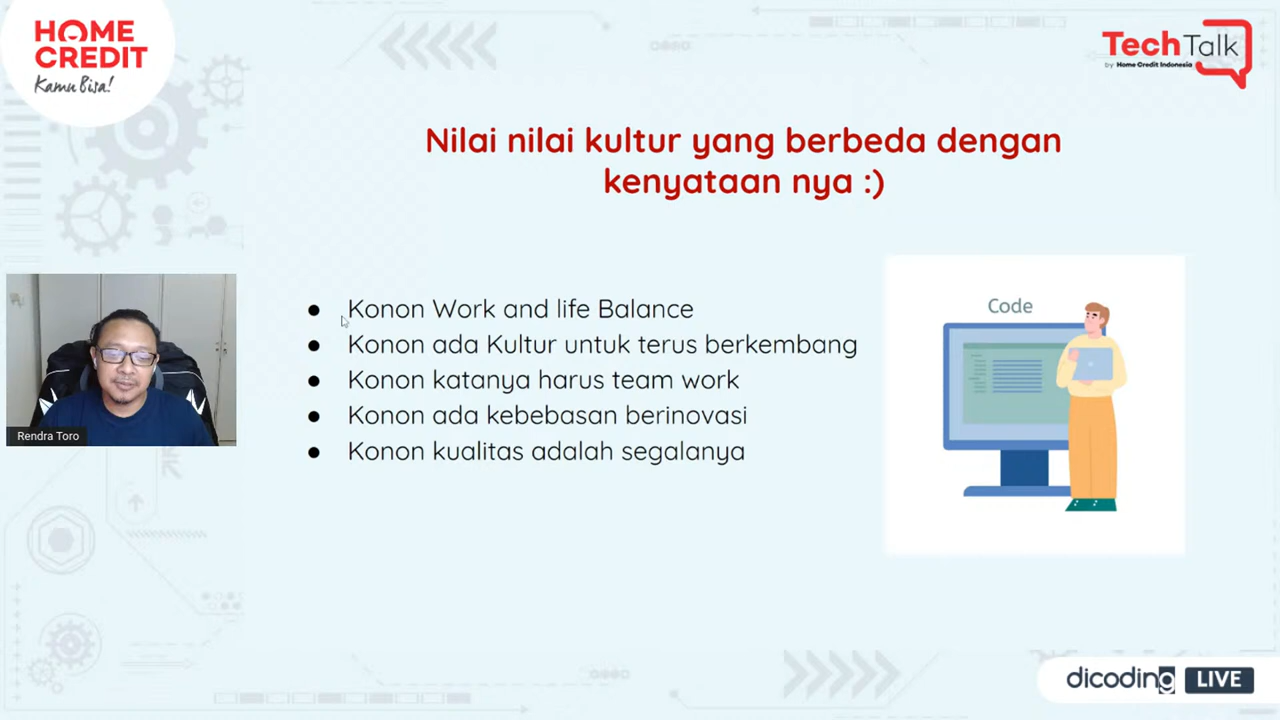 HOME
CREDIT
Kamu Bisa!
TechTalk
by Home Credit Indonesia
Nilai nilai kultur yang berbeda dengan
kenyataan nya :)
● Konon Work and life Balance
● Konon ada Kultur untuk terus berkembang
● Konon katanya harus team work
● Konon ada kebebasan berinovasi
● Konon kualitas adalah segalanya
Code
Rendra Toro
dicoding LIVE